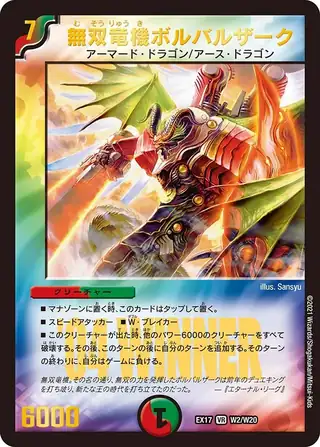 7
む そう りゅう き
無双竜機ボルバルザーク
アーマード・ドラゴン/アース・ドラゴン
illus. Sansyu
クリーチャー
■ マナゾーンに置く時、このカードはタップして置く。
■ スピードアタッカー ■ W・ブレイカー
■ このクリーチャーが出た時、他のパワー6000のクリーチャーをすべて
破壊する。その後、このターンの後に自分のターンを追加する。そのターン
の終わりに、自分はゲームに負ける。
無双竜機。その名の通り、無双の力を発揮したボルバルザークは前年のデュエキングを
打ち破り、新たな王の時代を打ち立てたのだった。 ―『エターナル・リーグ』
6000
EX17 VR W2/W20
©2021 Wizards/Shogakukan/Mitsui-Kids